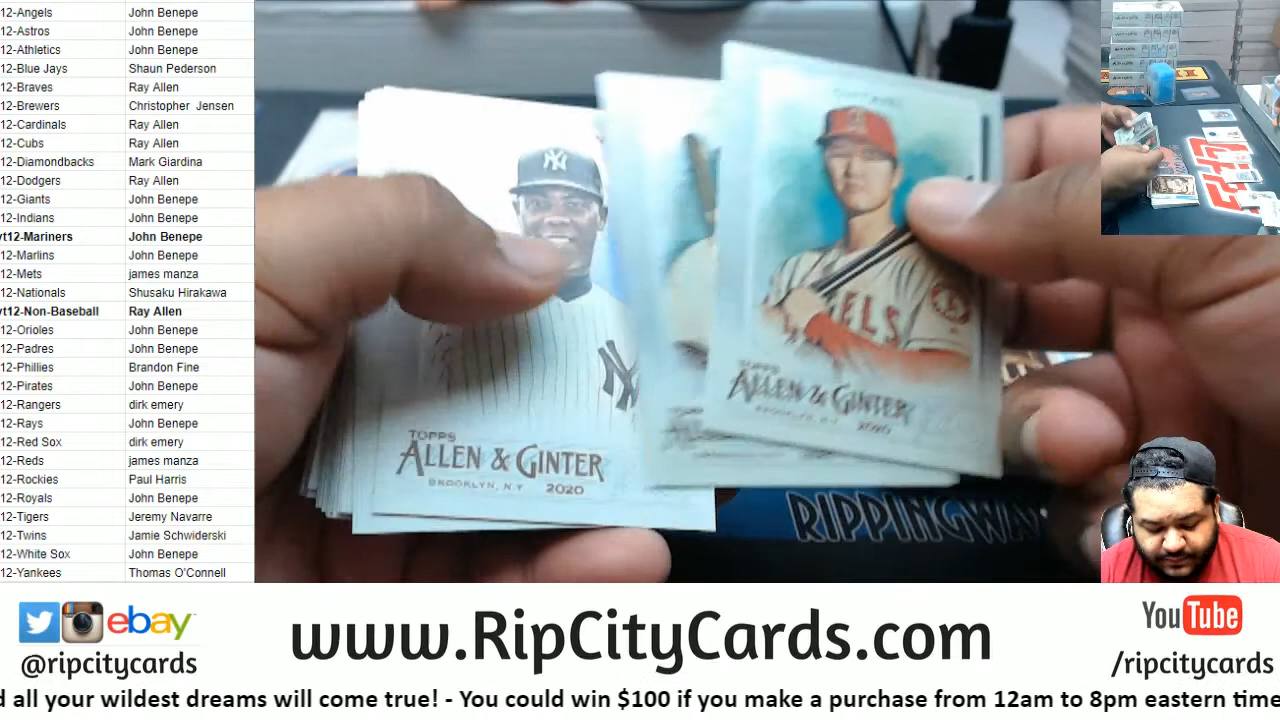 12-Angels John Benepe
12-Astros John Benepe
12-Athletics John Benepe
12-Blue Jays Shaun Pederson
12-Braves Ray Allen
12-Brewers Christopher Jensen
12-Cardinals Ray Allen
12-Cubs Ray Allen
12-Diamondbacks Mark Giardina
12-Dodgers Ray Allen
12-Giants John Benepe
12-Indians John Benepe
yt12-Mariners John Benepe
12-Marlins John Benepe
12-Mets james manza
12-Nationals Shusaku Hirakawa
yt12-Non-Baseball Ray Allen
12-Orioles John Benepe
12-Padres John Benepe
12-Phillies Brandon Fine
12-Pirates John Benepe
12-Rangers dirk emery
12-Rays John Benepe
12-Red Sox dirk emery
12-Reds james manza
12-Rockies Paul Harris
12-Royals John Benepe
12-Tigers Jeremy Navarre
12-Twins Jamie Schwiderski
12-White Sox John Benepe
12-Yankees Thomas O'Connell
NY
TOPPS
ALLEN & GINTER
BROOKLYN, N.Y 2020
ELS
TOPPS
ALLEN & GINTER
BROOKLYN, N.Y 2020
RIPPINGWA
ebay
@ripcitycards
www.RipCityCards.com
YouTube
/ripcitycards
d all your wildest dreams will come true! - You could win $100 if you make a purchase from 12am to 8pm eastern time